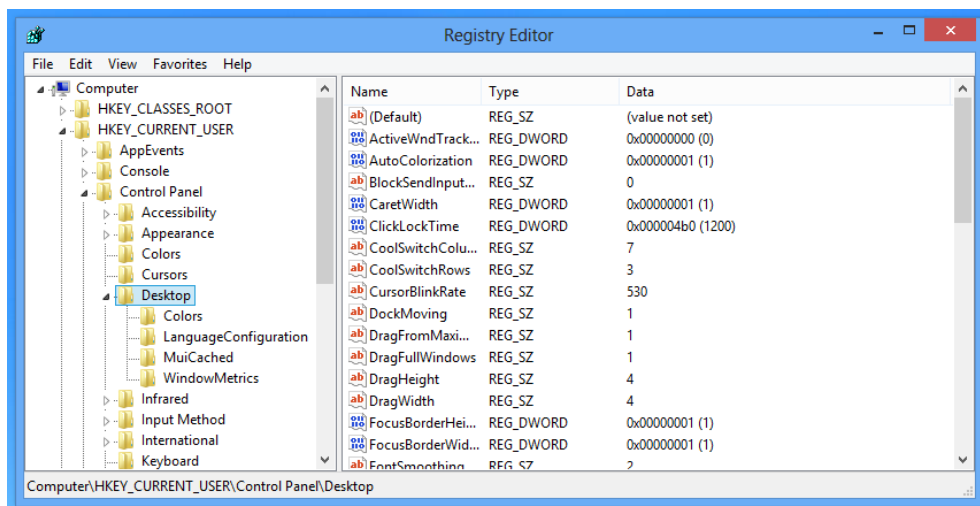 Registry Editor
File Edit View Favorites Help
Computer
HKEY_CLASSES_ROOT
HKEY_CURRENT_USER
AppEvents
Console
Control Panel
Accessibility
Appearance
Colors
Cursors
Desktop
Colors
LanguageConfiguration
MuiCached
WindowMetrics
Infrared
Input Method
International
Keyboard
Name Type Data
(Default) REG_SZ (value not set)
ActiveWndTrack... REG_DWORD 0x00000000 (0)
AutoColorization REG_DWORD 0x00000001 (1)
BlockSendInput... REG_SZ 0
CaretWidth REG_DWORD 0x00000001 (1)
ClickLockTime REG_DWORD 0x000004b0 (1200)
CoolSwitchColu... REG_SZ 7
CoolSwitchRows REG_SZ 3
CursorBlinkRate REG_SZ 530
DockMoving REG_SZ 1
DragFromMaxi... REG_SZ 1
DragFullWindows REG_SZ 1
DragHeight REG_SZ 4
DragWidth REG_SZ 4
FocusBorderHei... REG_DWORD 0x00000001 (1)
FocusBorderWid... REG_DWORD 0x00000001 (1)
FontSmoothing REG_SZ 2
Computer\HKEY_CURRENT_USER\Control Panel\Desktop